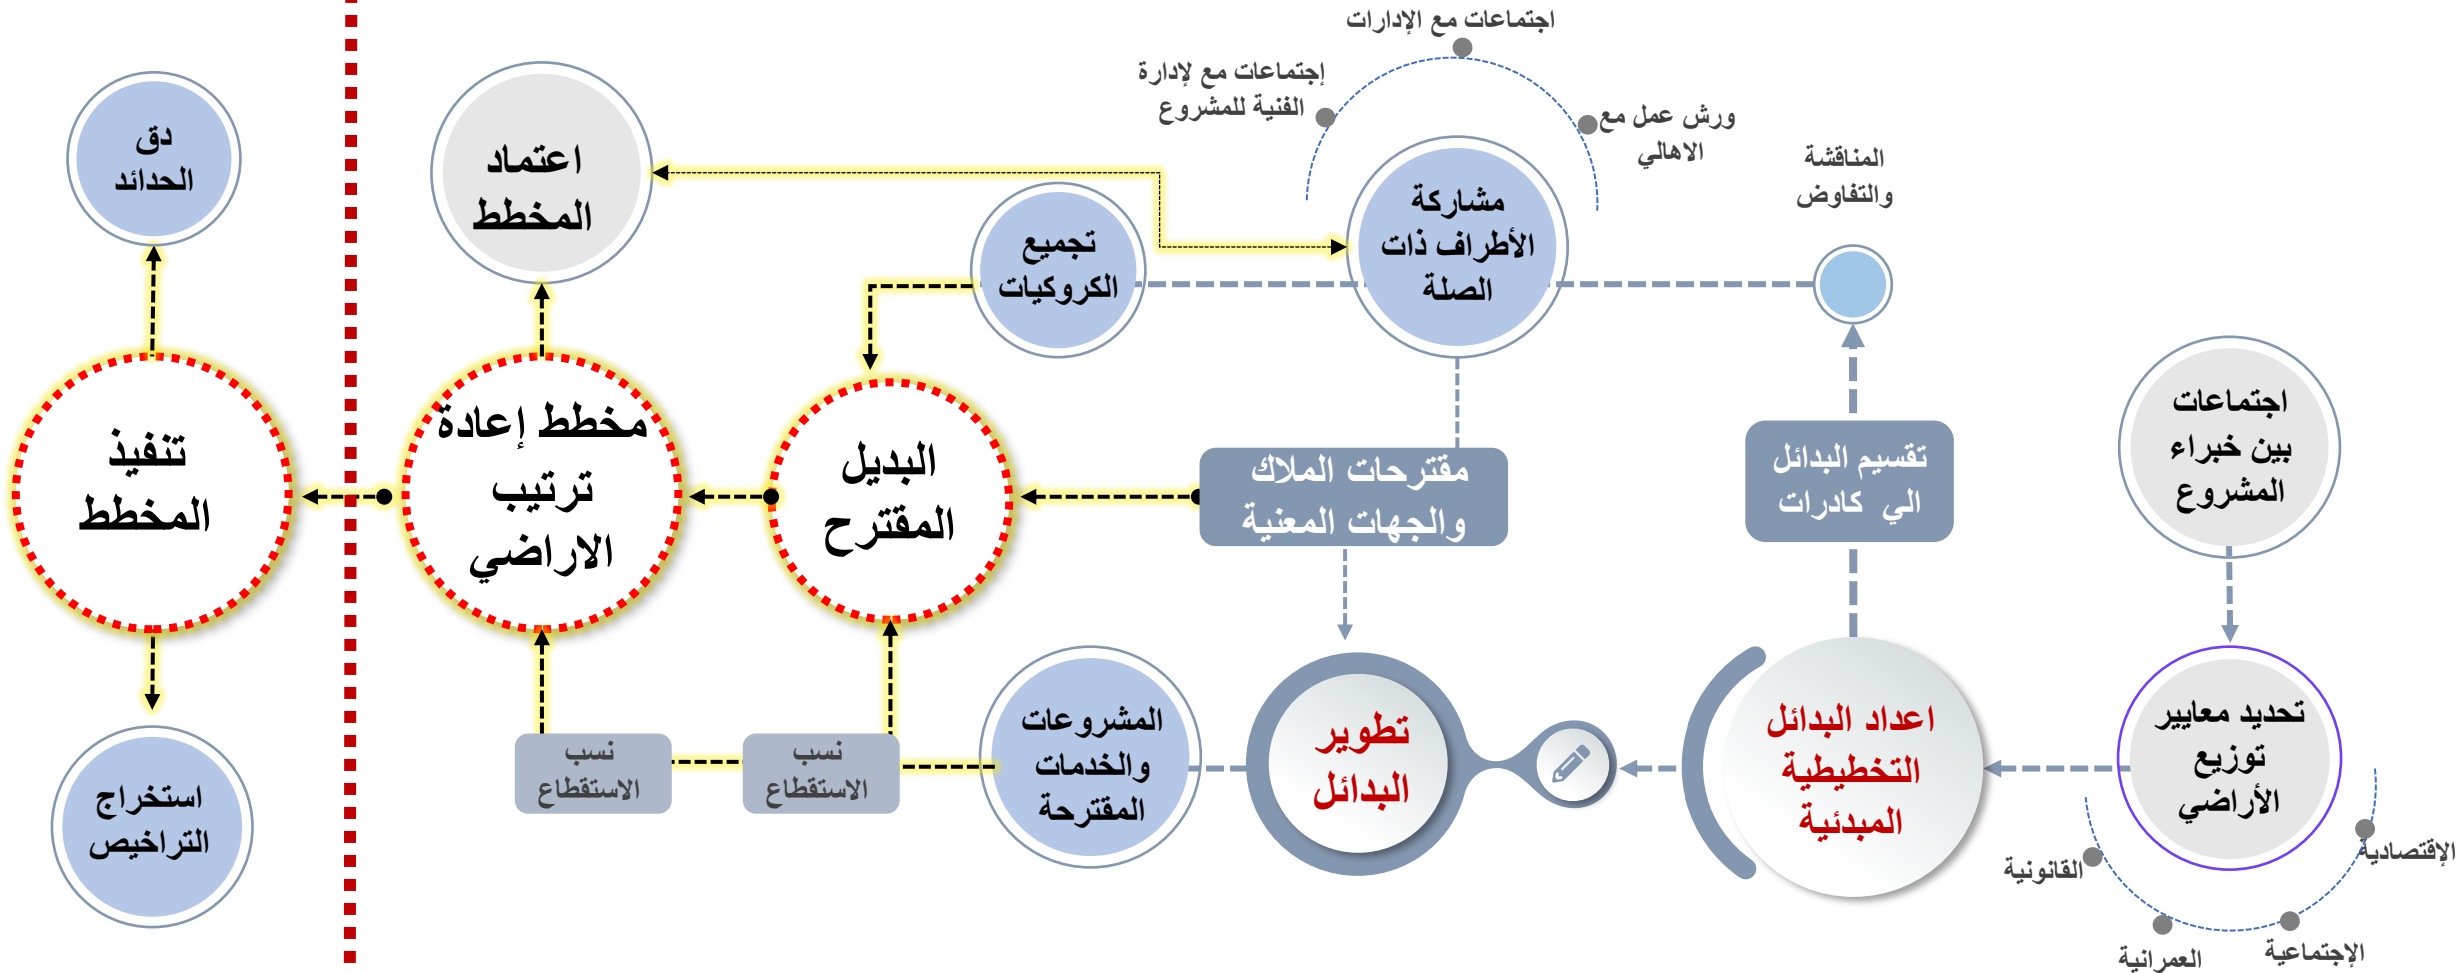 اجتماعات
بين خبراء
المشروع
تحديد معايير
توزيع
الأراضي
الإقتصادية
الإجتماعية
العمرانية
القانونية
اعداد البدائل
التخطيطية
المبدئية
تقسيم البدائل
الي كادرات
المناقشة
والتفاوض
اجتماعات مع الإدارات
إجتماعات مع لإدارة
الفنية للمشروع
ورش عمل مع
الاهالي
مشاركة
الأطراف ذات
الصلة
مقترحات الملاك
والجهات المعنية
تطوير
البدائل
تجميع
الكروكيات
المشروعات
والخدمات
المقترحة
البديل
المقترح
نسب
الاستقطاع
نسب
الاستقطاع
اعتماد
المخطط
مخطط إعادة
ترتيب
الاراضي
دق
الحدائد
تنفيذ
المخطط
استخراج
التراخيص